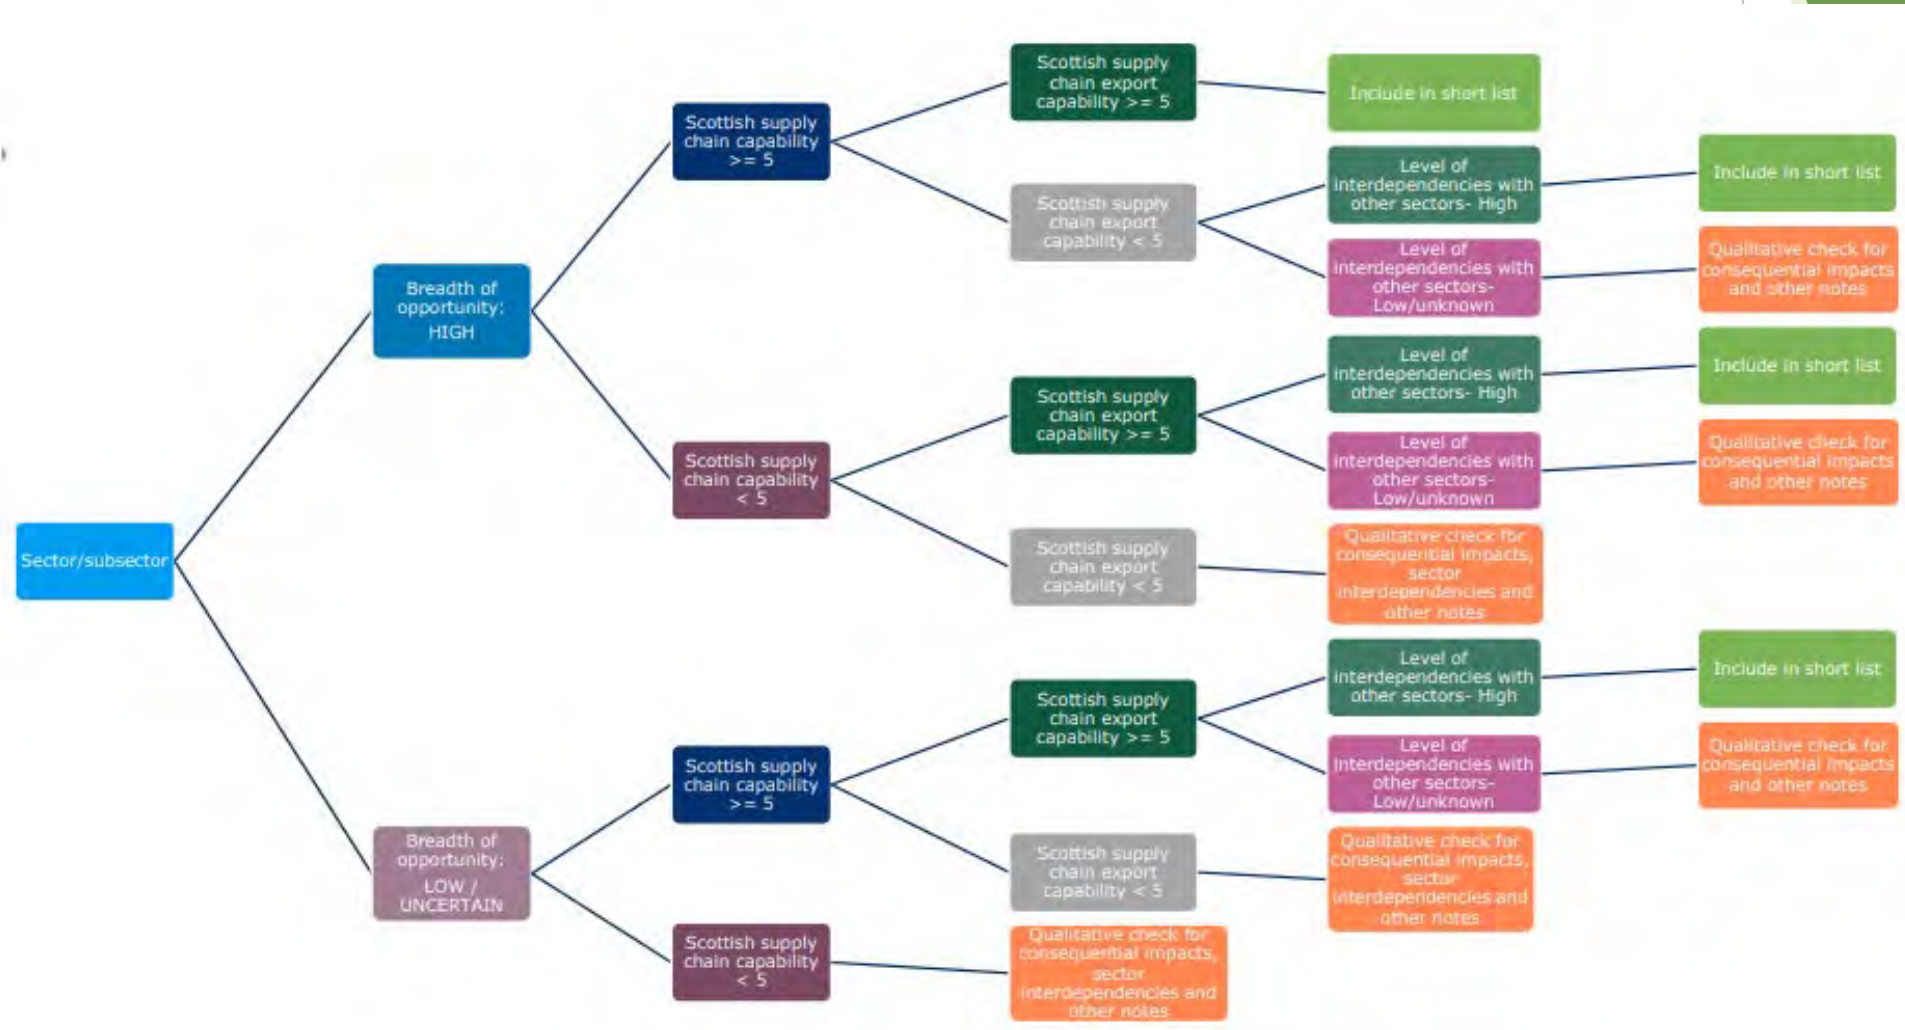 Sector/subsector
Breadth of
opportunity:
HIGH
Scottish supply
chain capability
>= 5
Scottish supply
chain export
capability >= 5
Include in short list
Scottish supply
chain export
capability < 5
Level of
interdependencies with
other sectors- High
Include in short list
Level of
interdependencies with
other sectors-
Low/unknown
Qualitative check for
consequential impacts
and other notes
Scottish supply
chain capability
< 5
Scottish supply
chain export
capability >= 5
Level of
interdependencies with
other sectors- High
Include in short list
Level of
interdependencies with
other sectors-
Low/unknown
Qualitative check for
consequential impacts
and other notes
Scottish supply
chain export
capability < 5
Qualitative check for
consequential impacts,
sector
interdependencies and
other notes
Breadth of
opportunity:
LOW /
UNCERTAIN
Scottish supply
chain capability
>= 5
Scottish supply
chain export
capability >= 5
Level of
interdependencies with
other sectors- High
Include in short list
Level of
interdependencies with
other sectors-
Low/unknown
Qualitative check for
consequential impacts
and other notes
Scottish supply
chain export
capability < 5
Qualitative check for
consequential impacts,
sector
interdependencies and
other notes
Scottish supply
chain capability
< 5
Qualitative check for
consequential impacts,
sector
interdependencies and
other notes